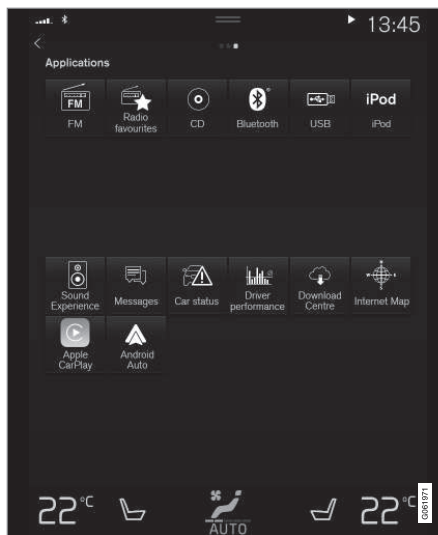 13:45
Applications
FM
FM
Radio
favourites
CD
Bluetooth
USB
iPod
iPod
Sound
Experience
Messages
Car status
Driver
performance
Download
Centre
Internet Map
Apple
CarPlay
Android
Auto
22°C
AUTO
22°C
G061971